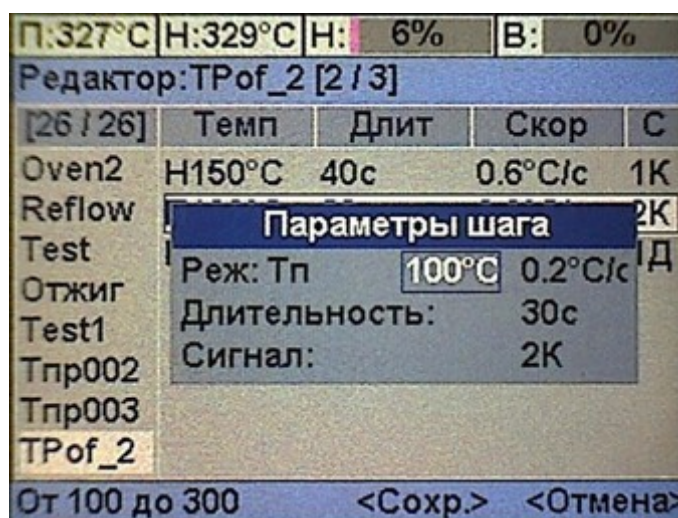 П:327°C Н:329°C Н: 6% В: 0%
Редактор:TPof_2 [2 / 3]
[26 / 26] Темп Длит Скор С
Oven2 Н150°C 40с 0.6°C/с 1К
Reflow 2К
Test Д
Параметры шага
Отжиг
Реж: Тп 100°C 0.2°C/с
Test1
Длительность: 30с
Тпр002
Сигнал: 2К
Тпр003
TPof_2
От 100 до 300 <Сохр.> <Отмена>